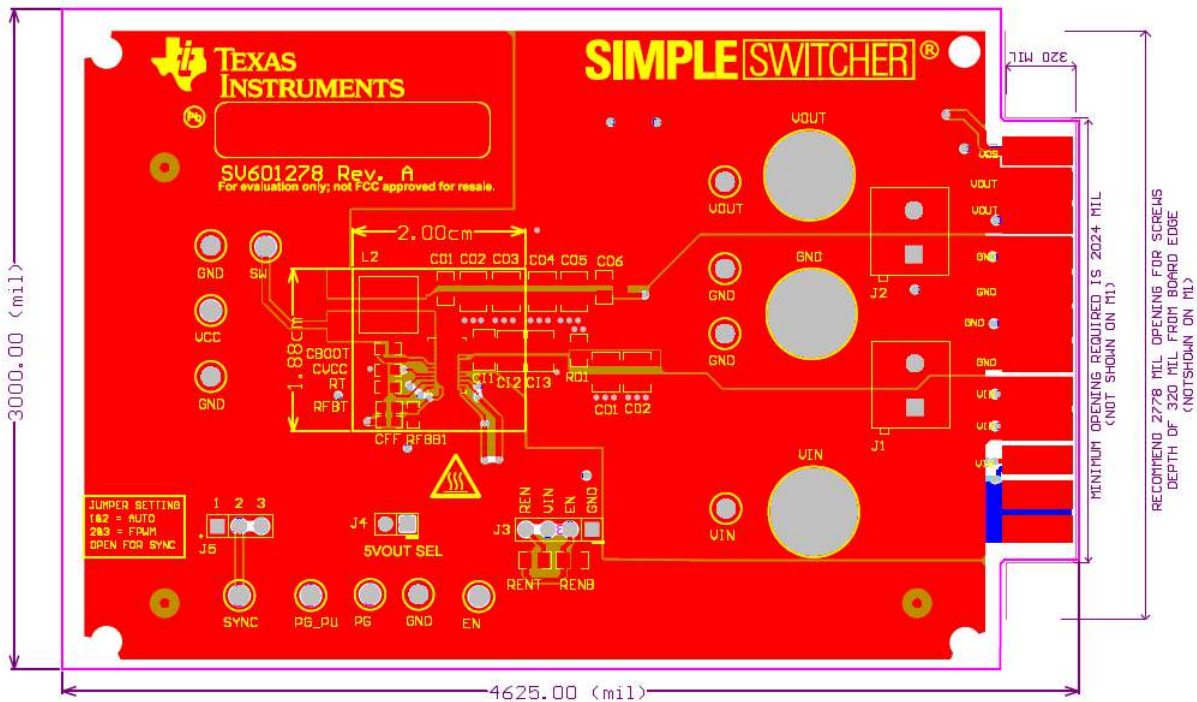 TEXAS
INSTRUMENTS
SIMPLE SWITCHER®
320 MIL
Pb
SV601278 Rev. A
For evaluation only; not FCC approved for resale.
VOUT
VOUT
VOS
VOUT
VOUT
GND
GND
GND
GND
VIN
VIN
VIN
2.00cm
L2
CO1 CO2 CO3 CO4 CO5 CO6
GND
SW
GND
GND
J2
VCC
1.88cm
GND
CBOOT
CVCC
RT
RFBT
CI1 CI2 CI3
RD1
CD1 CD2
GND
CFF RFBB1
J1
3000.00 (mil)
MINIMUM OPENING REQUIRED IS 2024 MIL
(NOT SHOWN ON M1)
RECOMMEND 2778 MIL OPENING FOR SCREWS
DEPTH OF 320 MIL FROM BOARD EDGE
(NOTSHOWN ON M1)
VIN
VIN
JUMPER SETTING
1&2 = AUTO
2&3 = FPWM
OPEN FOR SYNC
1 2 3
J5
J4
5VOUT SEL
REN
VIN
EN
GND
J3
RENT RENB
SYNC
PG_PU
PG
GND
EN
4625.00 (mil)